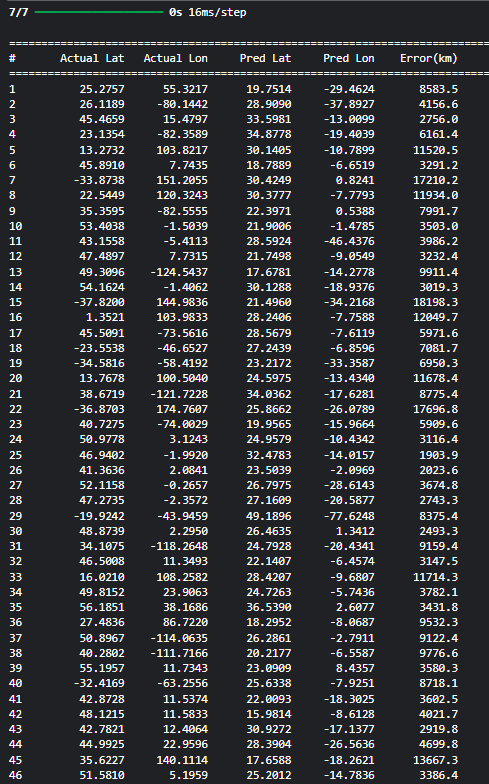 7/7 ━━━━━━━━━━━━━━━━━━━━ 0s 16ms/step
================================================================================
# Actual Lat Actual Lon Pred Lat Pred Lon Error(km)
================================================================================
1 25.2757 55.3217 19.7514 -29.4624 8583.5
2 26.1189 -80.1442 28.9090 -37.8927 4156.6
3 45.4659 15.4797 33.5981 -13.0099 2756.0
4 23.1354 -82.3589 34.8778 -19.4039 6161.4
5 13.2732 103.8217 30.1405 -10.7899 11520.5
6 45.8910 7.7435 18.7889 -6.6519 3291.2
7 -33.8738 151.2055 30.4249 0.8241 17210.2
8 22.5449 120.3243 30.3777 -7.7793 11934.0
9 35.3595 -82.5555 22.3971 0.5388 7991.7
10 53.4038 -1.5039 21.9006 -1.4785 3503.0
11 43.1558 -5.4113 28.5924 -46.4376 3986.2
12 47.4897 7.7315 21.7498 -9.0549 3232.4
13 49.3096 -124.5437 17.6781 -14.2778 9911.4
14 54.1624 -1.4062 30.1288 -18.9376 3019.3
15 -37.8200 144.9836 21.4960 -34.2168 18198.3
16 1.3521 103.9833 28.2406 -7.7588 12049.7
17 45.5091 -73.5616 28.5679 -7.6119 5971.6
18 -23.5538 -46.6527 27.2439 -6.8596 7081.7
19 -34.5816 -58.4192 23.2172 -33.3587 6950.3
20 13.7678 100.5040 24.5975 -13.4340 11678.4
21 38.6719 -121.7228 34.0362 -17.6281 8775.4
22 -36.8703 174.7607 25.8662 -26.0789 17696.8
23 40.7275 -74.0029 19.9565 -15.9664 5909.6
24 50.9778 3.1243 24.9579 -10.4342 3116.4
25 46.9402 -1.9920 32.4783 -14.0157 1903.9
26 41.3636 2.0841 23.5039 -2.0969 2023.6
27 52.1158 -0.2657 26.7975 -28.6143 3674.8
28 47.2735 -2.3572 27.1609 -20.5877 2743.3
29 -19.9242 -43.9459 49.1896 -77.6248 8375.4
30 48.8739 2.2950 26.4635 1.3412 2493.3
31 34.1075 -118.2648 24.7928 -20.4341 9159.4
32 46.5008 11.3493 22.1407 -6.4574 3147.5
33 16.0210 108.2582 28.4207 -9.6807 11714.3
34 49.8152 23.9063 24.7263 -5.7436 3782.1
35 56.1851 38.1686 36.5390 2.6077 3431.8
36 27.4836 86.7220 18.2952 -8.0687 9532.3
37 50.8967 -114.0635 26.2861 -2.7911 9122.4
38 40.2802 -111.7166 20.2177 -6.5587 9776.6
39 55.1957 11.7343 23.0909 8.4357 3580.3
40 -32.4169 -63.2556 25.6338 -7.9251 8718.1
41 42.8728 11.5374 22.0093 -18.3025 3602.5
42 48.1215 11.5833 15.9814 -8.6128 4021.7
43 42.7821 12.4064 30.9272 -17.1377 2919.8
44 44.9925 22.9596 28.3904 -26.5636 4699.8
45 35.6227 140.1114 17.6588 -18.2621 13667.3
46 51.5810 5.1959 25.2012 -14.7836 3386.4